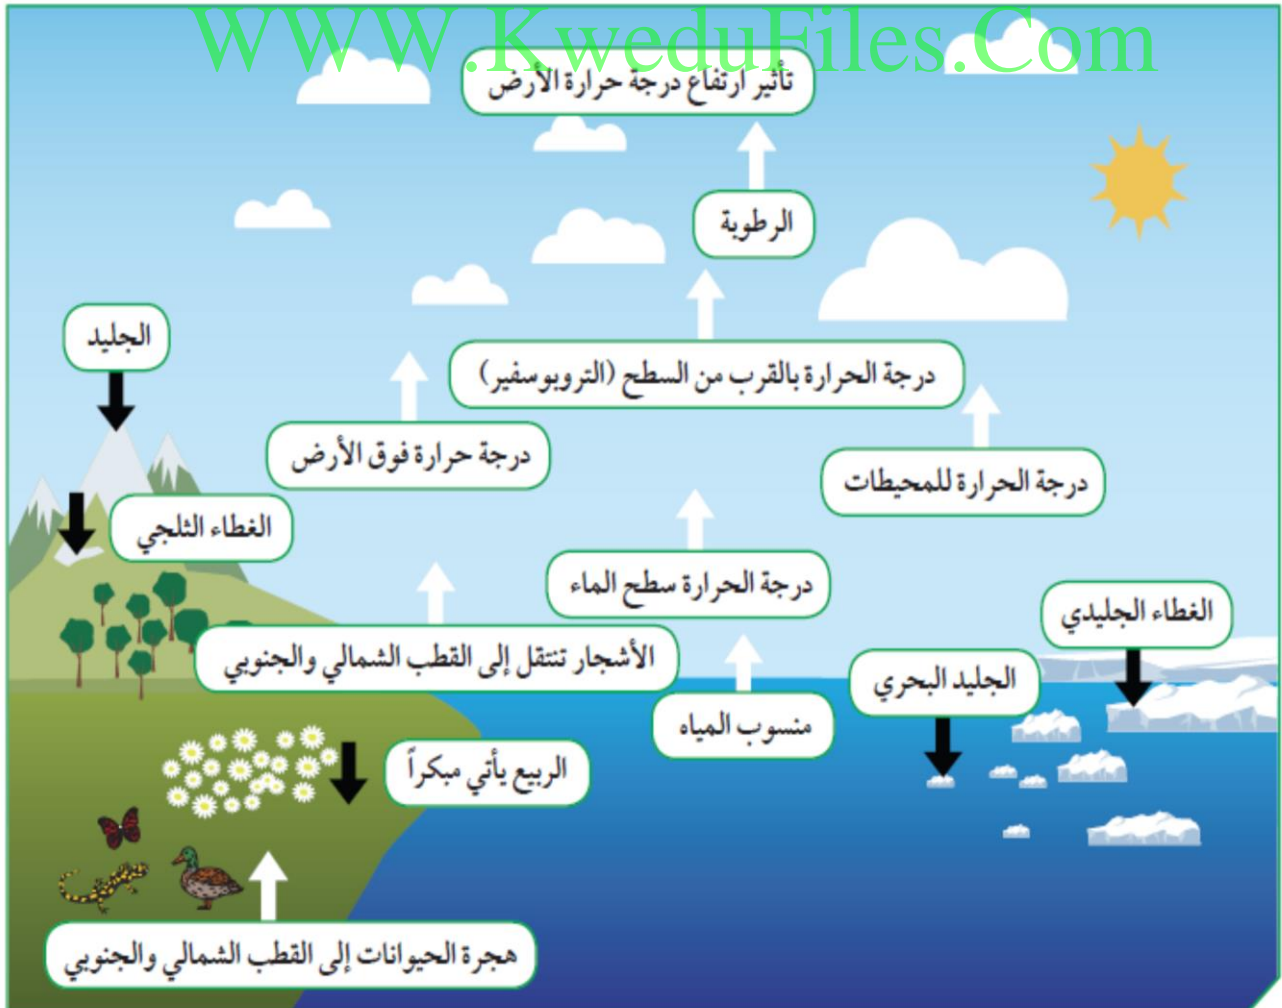 WWW.KweduFiles.Com
تأثير ارتفاع درجة حرارة الأرض
الرطوبة
الجليد
درجة الحرارة بالقرب من السطح (التروبوسفير)
درجة حرارة فوق الأرض
درجة الحرارة للمحيطات
الغطاء الثلجي
درجة الحرارة سطح الماء
الغطاء الجليدي
الأشجار تنتقل إلى القطب الشمالي والجنوبي
الجليد البحري
منسوب المياه
الربيع يأتي مبكراً
هجرة الحيوانات إلى القطب الشمالي والجنوبي